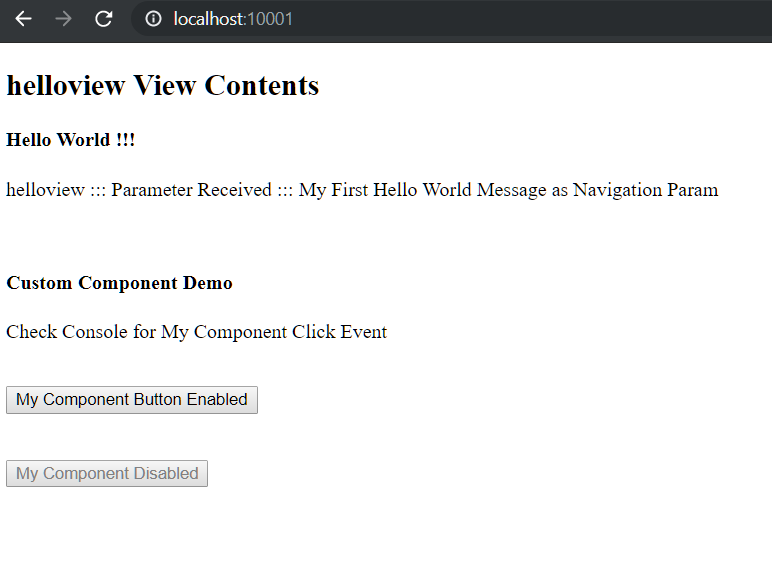 localhost:10001
helloview View Contents
Hello World !!!
helloview ::: Parameter Received ::: My First Hello World Message as Navigation Param
Custom Component Demo
Check Console for My Component Click Event
My Component Button Enabled
My Component Disabled